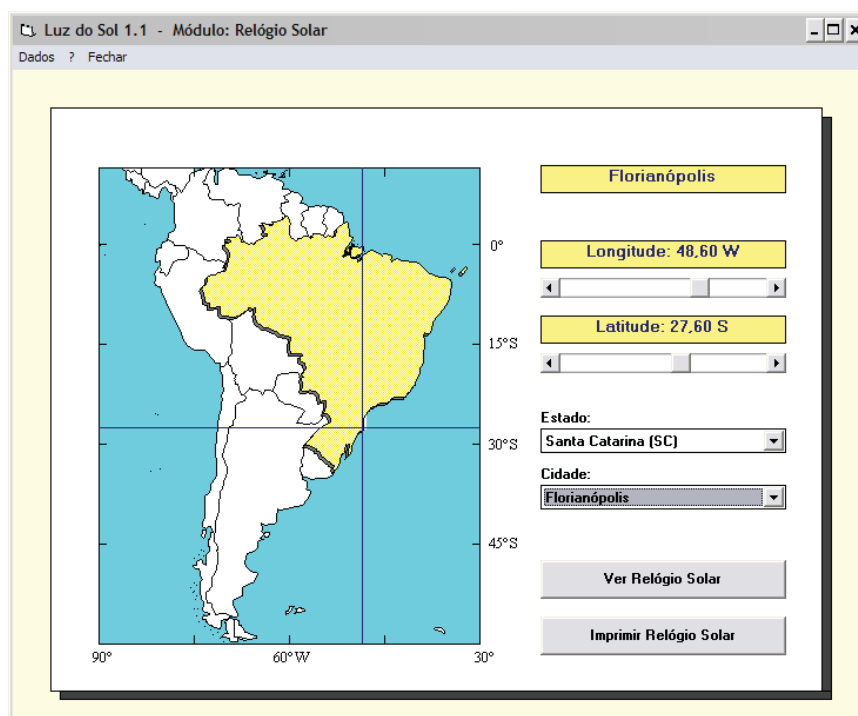 Luz do Sol 1.1 - Módulo: Relógio Solar
Dados ? Fechar
Florianópolis
Longitude: 48,60 W
Latitude: 27,60 S
Estado:
Santa Catarina (SC)
Cidade:
Florianópolis
Ver Relógio Solar
Imprimir Relógio Solar
0°
15°S
30°S
45°S
90° 60°W 30°